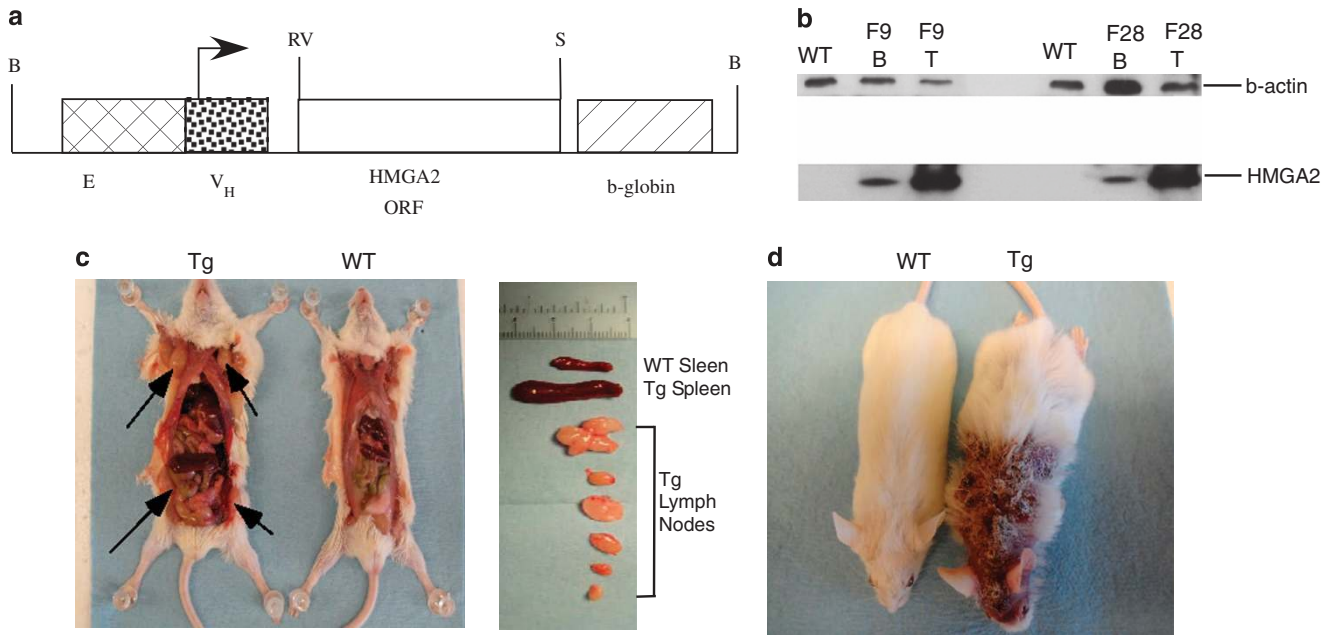 a
B
RV
S
B
E
VH
HMGA2
ORF
b-globin
b
WT
F9
B
F9
T
WT
F28
B
F28
T
b-actin
HMGA2
c
Tg
WT
WT Sleen
Tg Spleen
Tg
Lymph
Nodes
d
WT
Tg